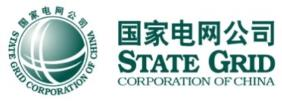 国家电网公司
STATE GRID
CORPORATION OF CHINA
国家电网公司
STATE GRID
CORPORATION OF CHINA